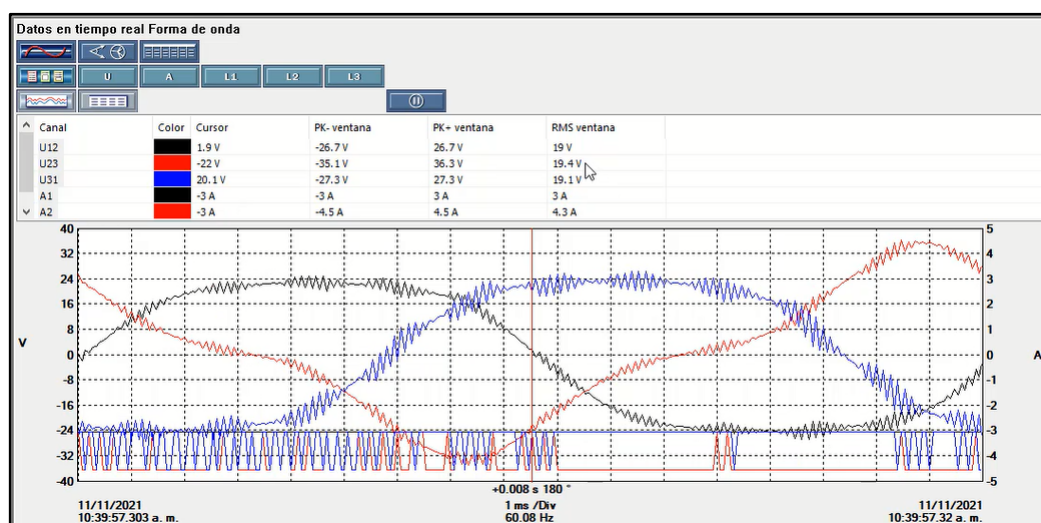 Datos en tiempo real Forma de onda
U A L1 L2 L3
Canal Color Cursor PK- ventana PK+ ventana RMS ventana
U12 1.9 V -26.7 V 26.7 V 19 V
U23 -22 V -35.1 V 36.3 V 19.4 V
U31 20.1 V -27.3 V 27.3 V 19.1 V
A1 -3 A -3 A 3 A 3 A
A2 -3 A -4.5 A 4.5 A 4.3 A
40 5
32 4
24 3
16 2
8 1
V 0 0 A
-8 -1
-16 -2
-24 -3
-32 -4
-40 -5
+0.008 s 180 °
11/11/2021 1 ms /Div 11/11/2021
10:39:57.303 a. m. 60.08 Hz 10:39:57.32 a. m.